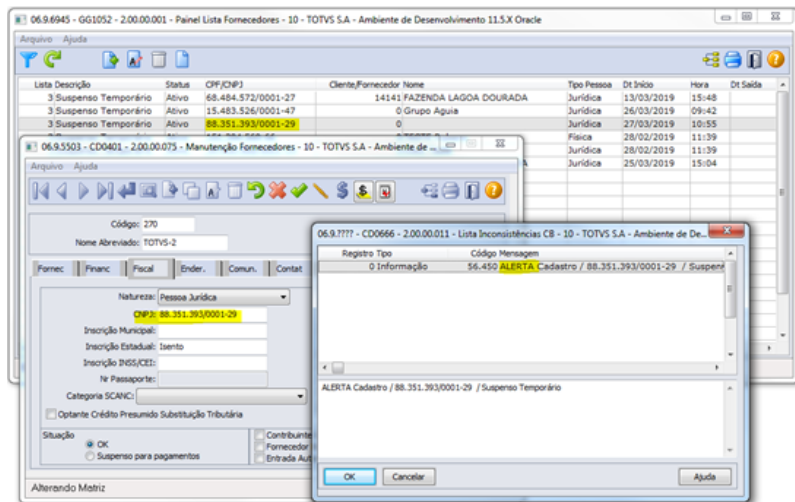 06.9.6945 - GG1052 - 2.00.00.001 - Painel Lista Fornecedores - 10 - TOTVS S.A - Ambiente de Desenvolvimento 11.5.X Oracle
Arquivo Ajuda
Lista Descrição Status CPF/CNPJ Cliente/Fornecedor Nome Tipo Pessoa Dt Início Hora Dt Saída
3 Suspenso Temporário Ativo 68.484.572/0001-27 14141 FAZENDA LAGOA DOURADA Jurídica 13/03/2019 15:48
3 Suspenso Temporário Ativo 15.483.526/0001-47 0 Grupo Aguia Jurídica 26/03/2019 09:42
3 Suspenso Temporário Ativo 88.351.393/0001-29 0 Jurídica 27/03/2019 10:55
Física 28/02/2019 11:39
Jurídica 28/02/2019 11:39
Jurídica 25/03/2019 15:04
06.9.5503 - CD0401 - 2.00.00.075 - Manutenção Fornecedores - 10 - TOTVS S.A - Ambiente de ...
Arquivo Ajuda
Código: 270
Nome Abreviado: TOTVS-2
Fornec Financ Fiscal Ender. Comun. Contat
Natureza: Pessoa Jurídica
CNPJ: 88.351.393/0001-29
Inscrição Municipal:
Inscrição Estadual: Isento
Inscrição INSS/CEI:
Nr Passaporte:
Categoria SCANC:
Optante Crédito Presumido Substituição Tributária
Situação
OK
Suspenso para pagamentos
Contribuinte
Fornecedor
Entrada Aut
Alterando Matriz
06.9.???? - CD0666 - 2.00.00.011 - Lista Inconsistências CB - 10 - TOTVS S.A - Ambiente de De...
Registro Tipo Código Mensagem
0 Informação 56.450 ALERTA Cadastro / 88.351.393/0001-29 / Suspen
ALERTA Cadastro / 88.351.393/0001-29 / Suspenso Temporário
OK Cancelar Ajuda